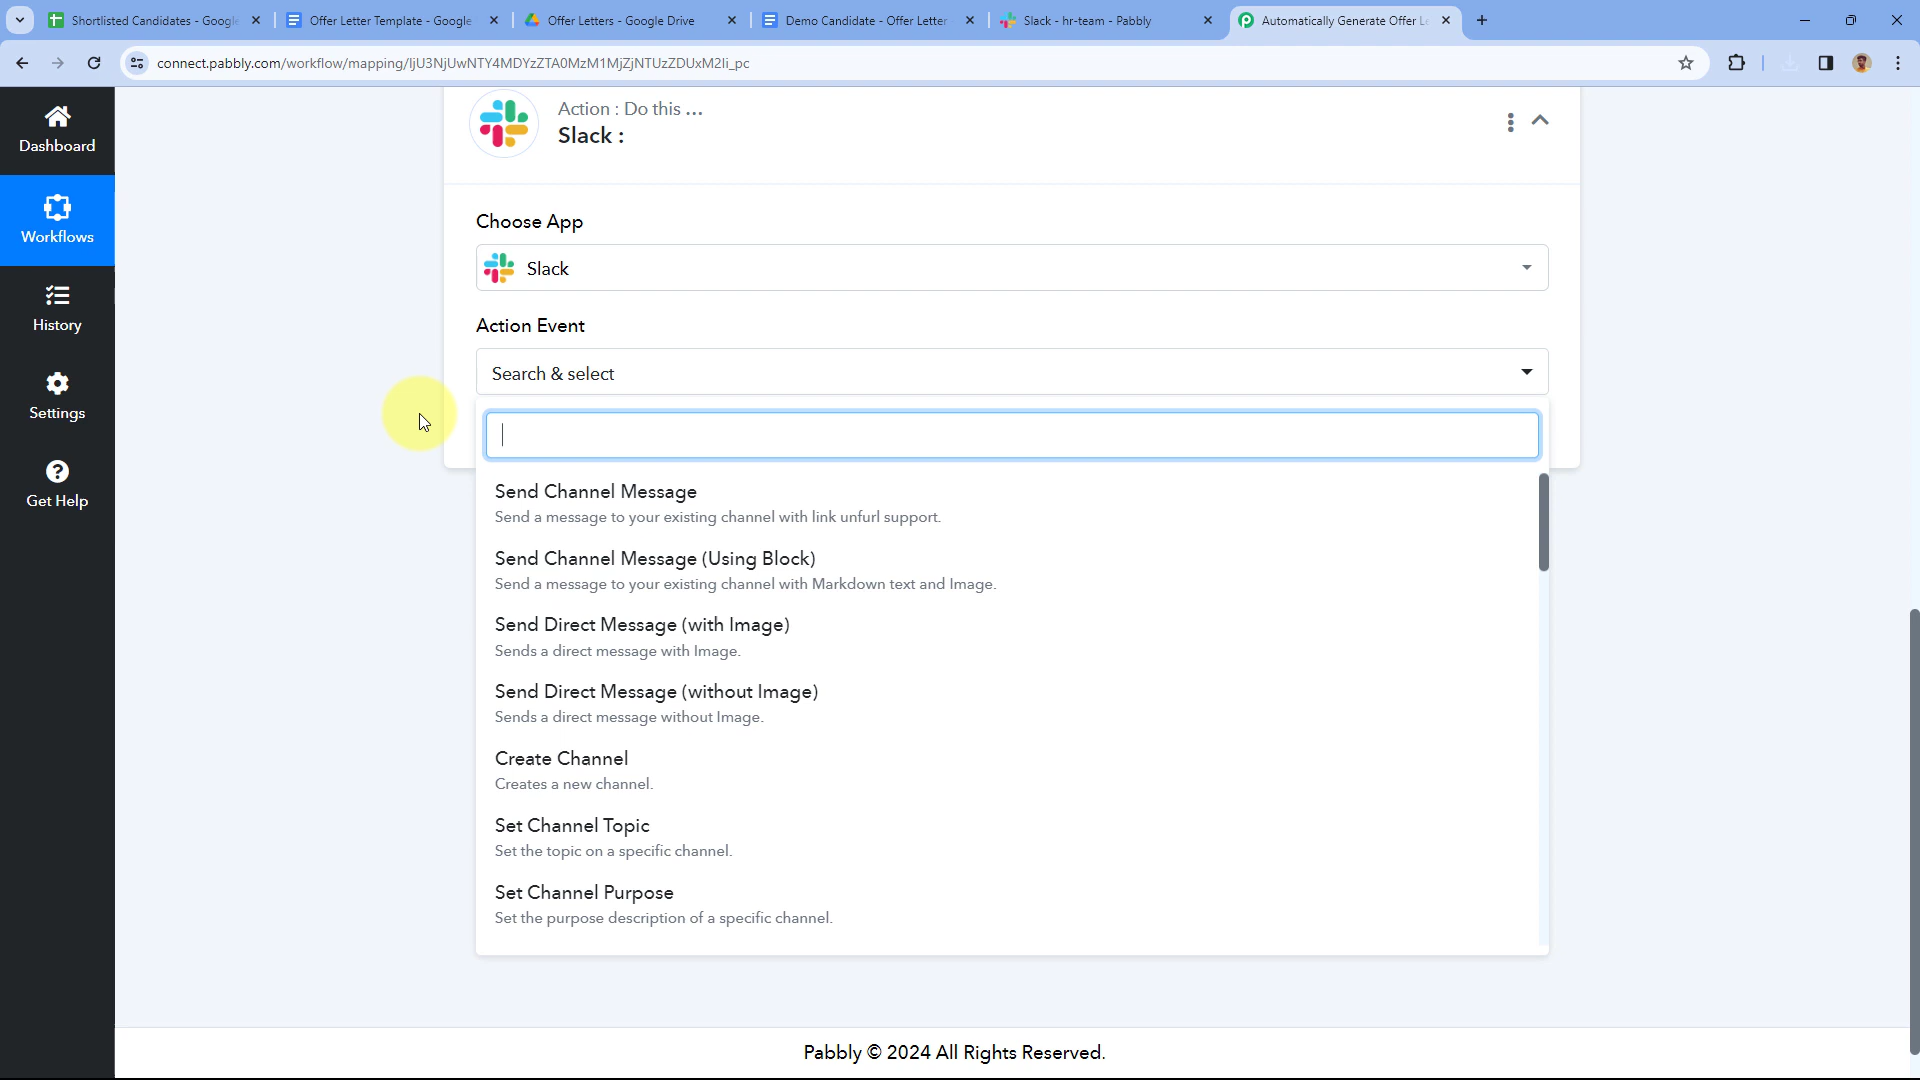 Shortlisted Candidates - Google
Offer Letter Template - Google
Offer Letters - Google Drive
Demo Candidate - Offer Letter
Slack - hr-team - Pabbly
Automatically Generate Offer Le
connect.pabbly.com/workflow/mapping/IjU3NjUwNTY4MDYzZTA0MzM1MjZjNTUzZDUxM2Ii_pc
Dashboard
Workflows
History
Settings
Get Help
Action : Do this ...
Slack :
Choose App
Slack
Action Event
Search & select
Send Channel Message
Send a message to your existing channel with link unfurl support.
Send Channel Message (Using Block)
Send a message to your existing channel with Markdown text and Image.
Send Direct Message (with Image)
Sends a direct message with Image.
Send Direct Message (without Image)
Sends a direct message without Image.
Create Channel
Creates a new channel.
Set Channel Topic
Set the topic on a specific channel.
Set Channel Purpose
Set the purpose description of a specific channel.
Pabbly © 2024 All Rights Reserved.